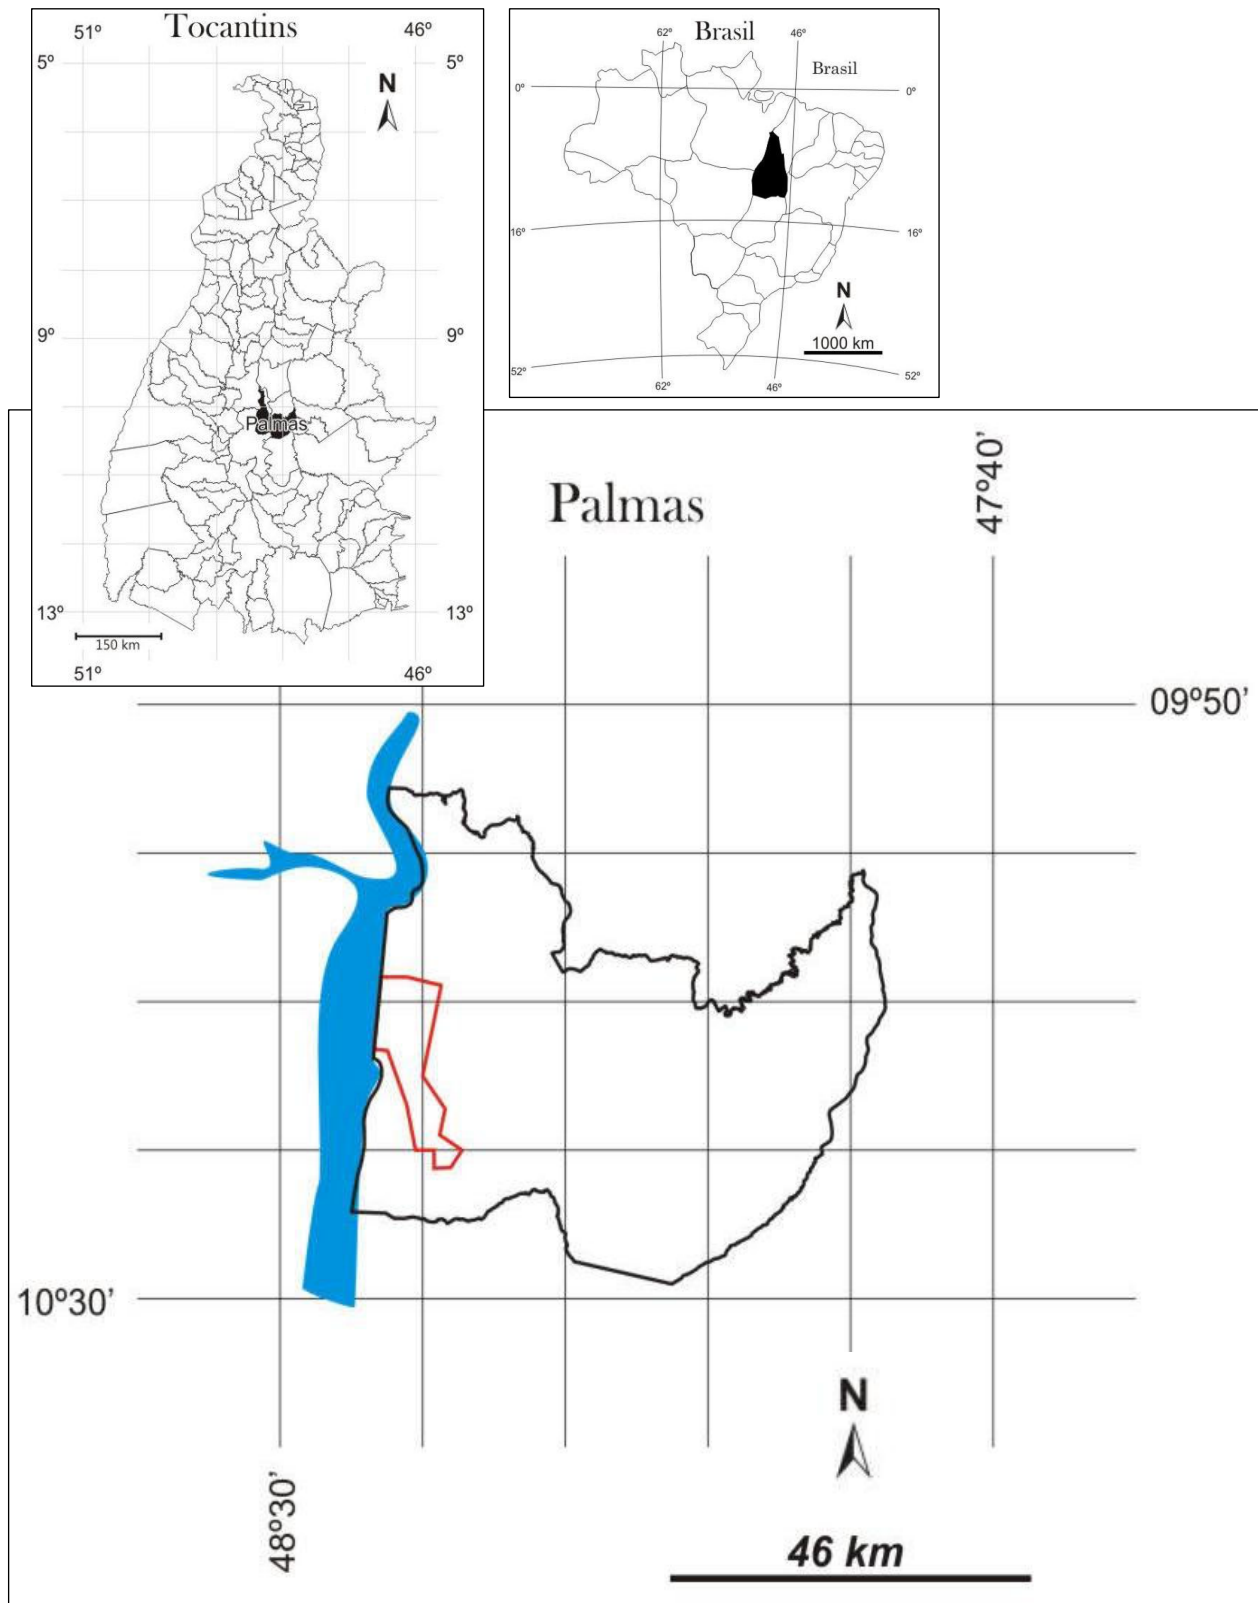 Tocantins
51º
46º
5º
5º
N
9º
9º
Palmas
13º
13º
150 km
51º
46º
Brasil
62º
46º
Brasil
0º
0º
16º
16º
N
1000 km
52º
52º
62º
46º
Palmas
47º40'
09º50'
10º30'
N
48º30'
46 km